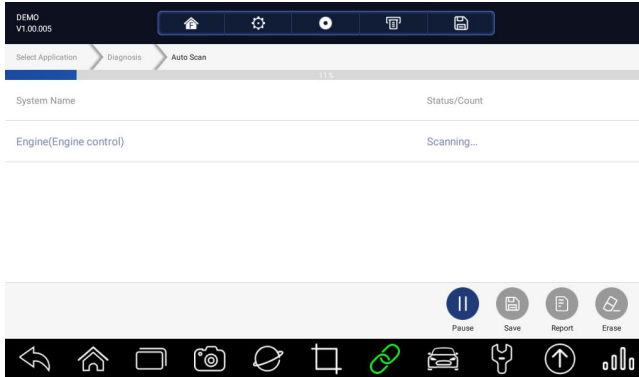 DEMO
V1.00.005
Select Application
Diagnosis
Auto Scan
11%
System Name
Status/Count
Engine(Engine control)
Scanning...
Pause
Save
Report
Erase